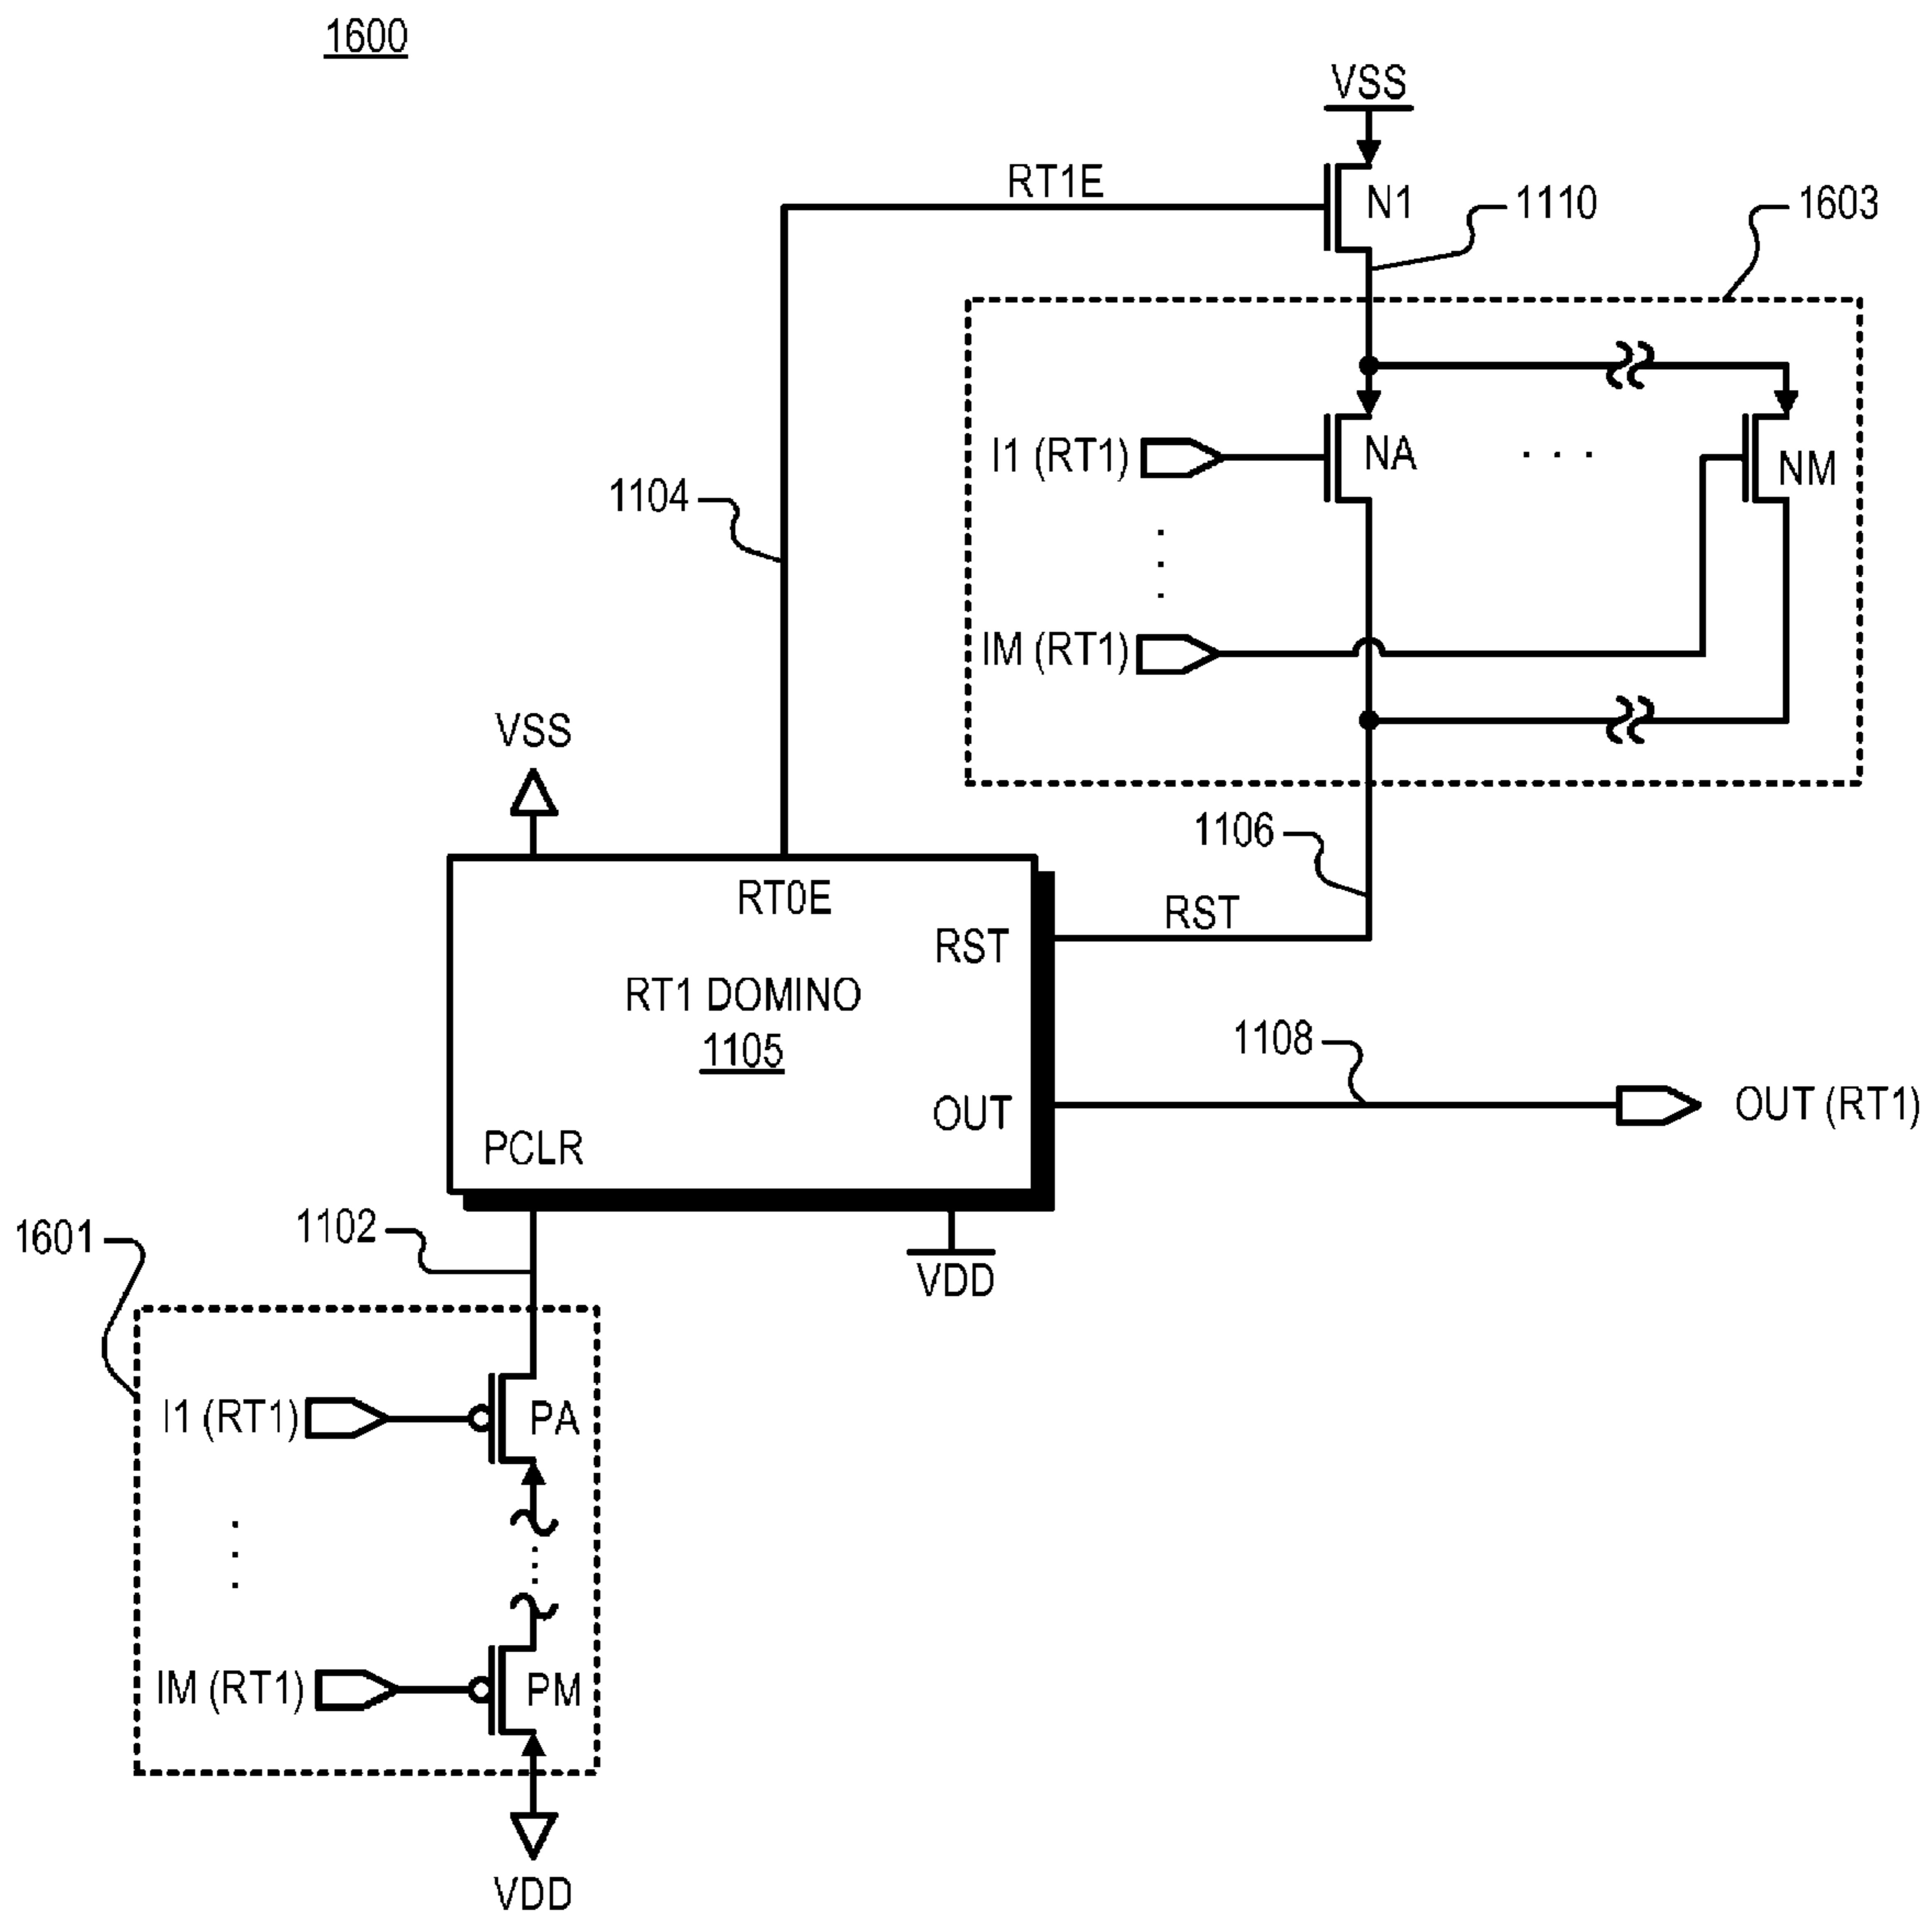 1600
VSS
RT1E
N1
1110
1603
I1 (RT1)
NA
. . .
NM
1104
IM (RT1)
VSS
1106
RT0E
RST
RST
RT1 DOMINO
1105
1108
OUT
OUT (RT1)
PCLR
1601
1102
VDD
I1 (RT1)
PA
IM (RT1)
PM
VDD